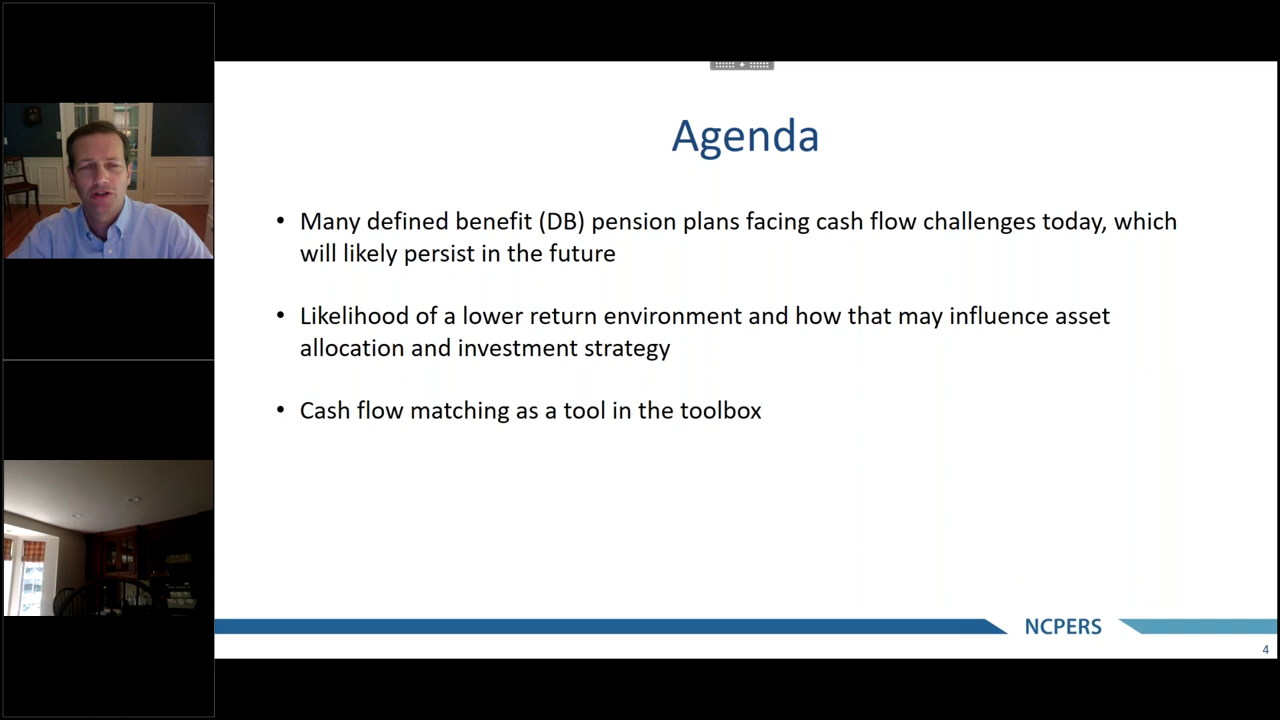 Agenda
• Many defined benefit (DB) pension plans facing cash flow challenges today, which
will likely persist in the future
• Likelihood of a lower return environment and how that may influence asset
allocation and investment strategy
• Cash flow matching as a tool in the toolbox
NCPERS
4